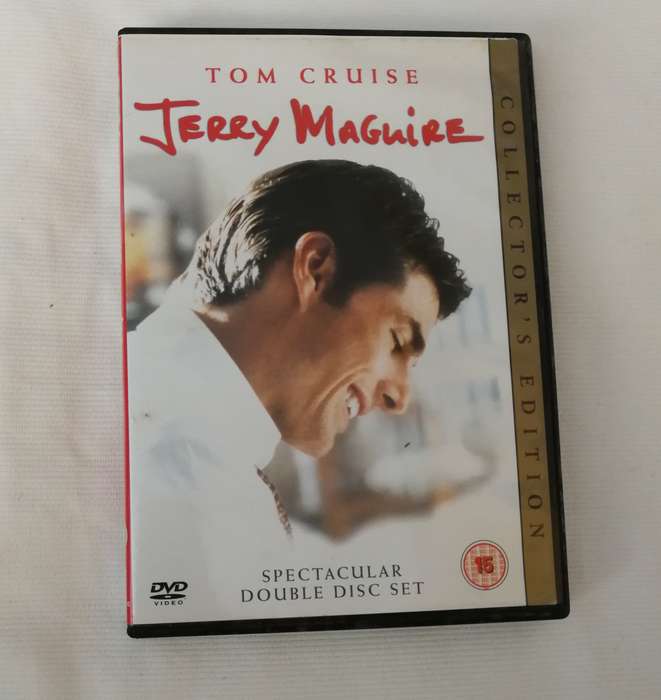 TOM CRUISE
JERRY MAGUIRE
COLLECTOR'S EDITION
SPECTACULAR
DOUBLE DISC SET
DVD
VIDEO
15